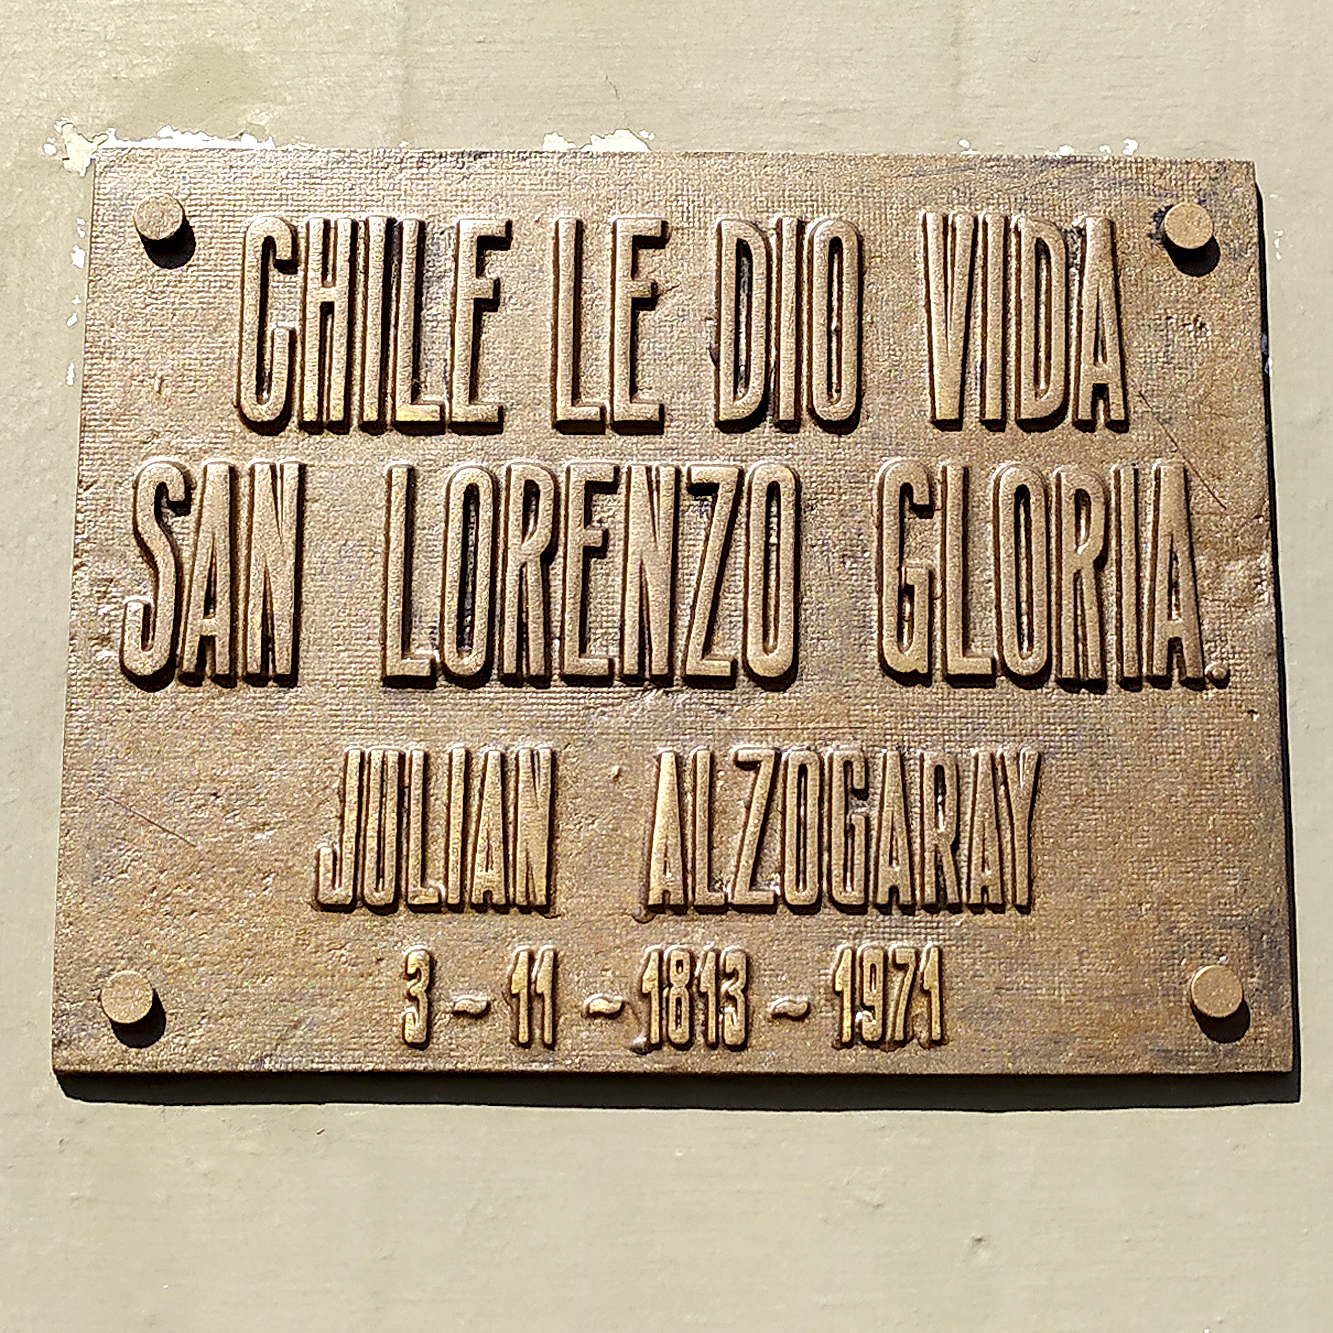 CHILE LE DIO VIDA
SAN LORENZO GLORIA.
JULIAN ALZOGARAY
3 - 11 - 1813 - 1971